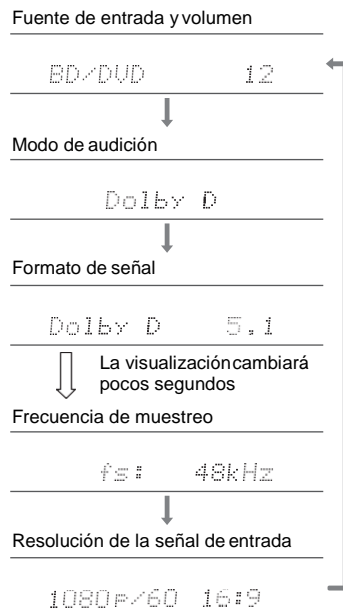 Fuente de entrada y volumen
BD/DVD 12
Modo de audición
Dolby D
Formato de señal
Dolby D 5.1
La visualización cambiará
pocos segundos
Frecuencia de muestreo
fs: 48kHz
Resolución de la señal de entrada
1080p/60 16:9